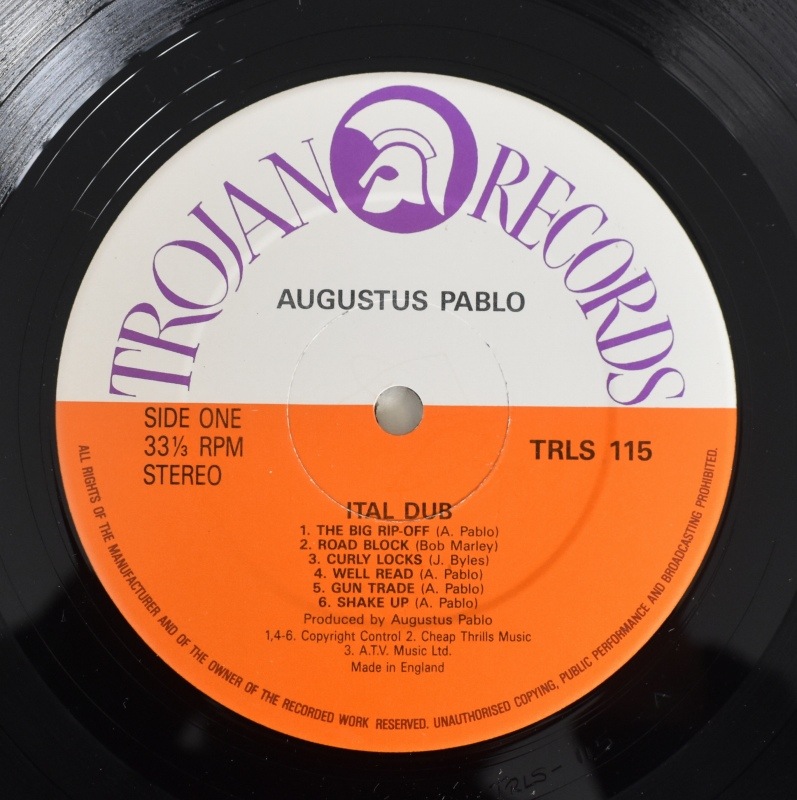 TROJAN RECORDS
AUGUSTUS PABLO
SIDE ONE
33⅓ RPM
STEREO
TRLS 115
ITAL DUB
1. THE BIG RIP-OFF (A. Pablo)
2. ROAD BLOCK (Bob Marley)
3. CURLY LOCKS (J. Byles)
4. WELL READ (A. Pablo)
5. GUN TRADE (A. Pablo)
6. SHAKE UP (A. Pablo)
Produced by Augustus Pablo
1,4-6. Copyright Control 2. Cheap Thrills Music
3. A.T.V. Music Ltd.
Made in England
ALL RIGHTS OF THE MANUFACTURER AND OF THE OWNER OF THE RECORDED WORK RESERVED. UNAUTHORISED COPYING, PUBLIC PERFORMANCE AND BROADCASTING PROHIBITED.
TRLS-